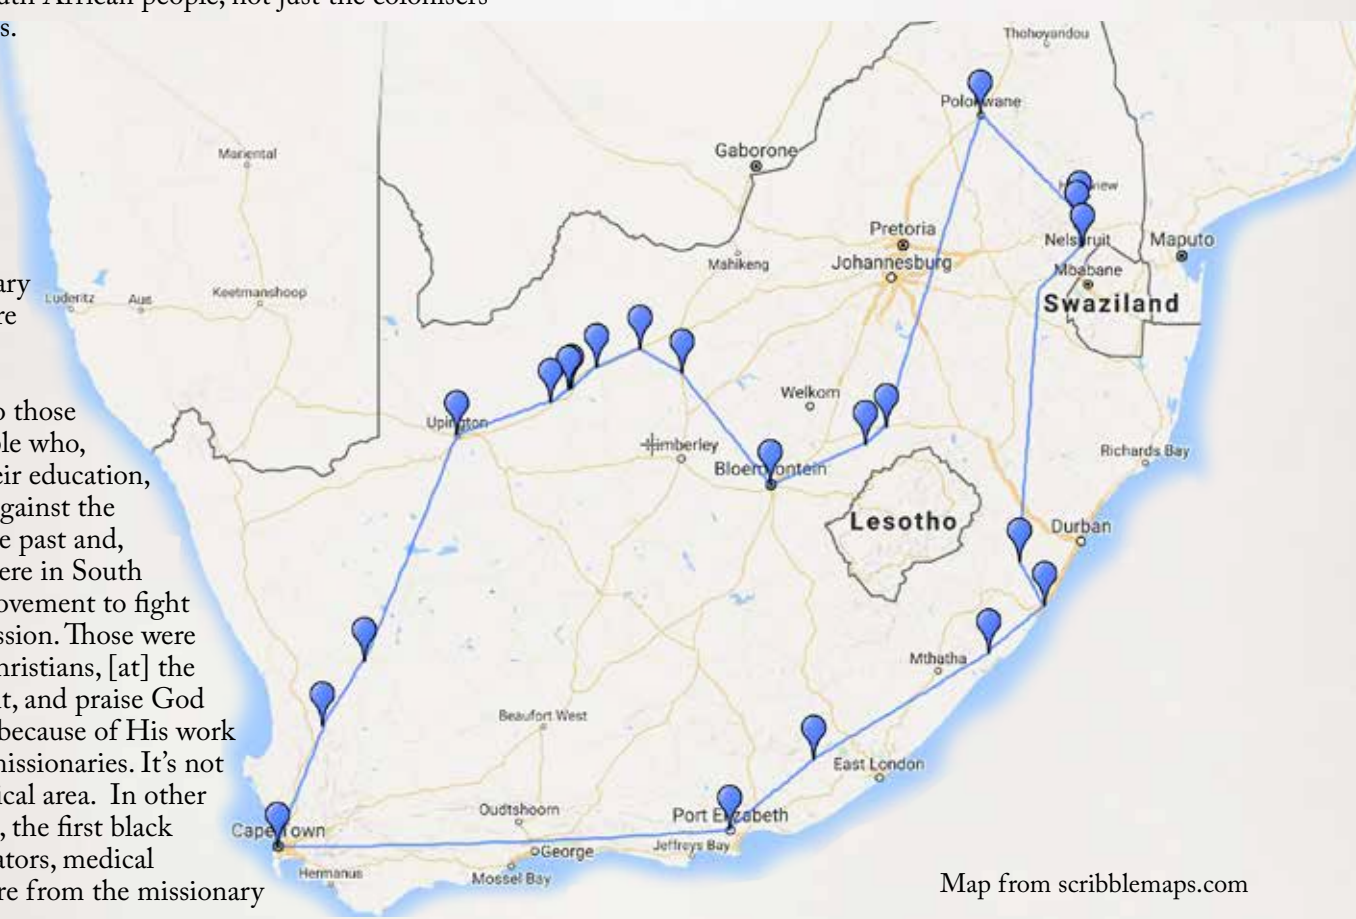 uth African people, not just the colonisers
s.
ary
re
o those
ple who,
eir education,
gainst the
e past and,
ere in South
ovement to fight
ssion. Those were
hristians, [at] the
it, and praise God
because of His work
missionaries. It’s not
ical area.  In other
, the first black
ators, medical
re from the missionary
Thohoyandou
Polokwane
Mariental
Gaborone
Pretoria
Nelspruit
Maputo
Mahikeng
Johannesburg
Mbabane
Luderitz
Aus
Keetmanshoop
Swaziland
Welkom
Upington
Kimberley
Richards Bay
Bloemfontein
Lesotho
Durban
Mthatha
Beaufort West
East London
Oudtshoorn
Port Elizabeth
Cape Town
George
Jeffreys Bay
Hermanus
Mossel Bay
Map from scribblemaps.com